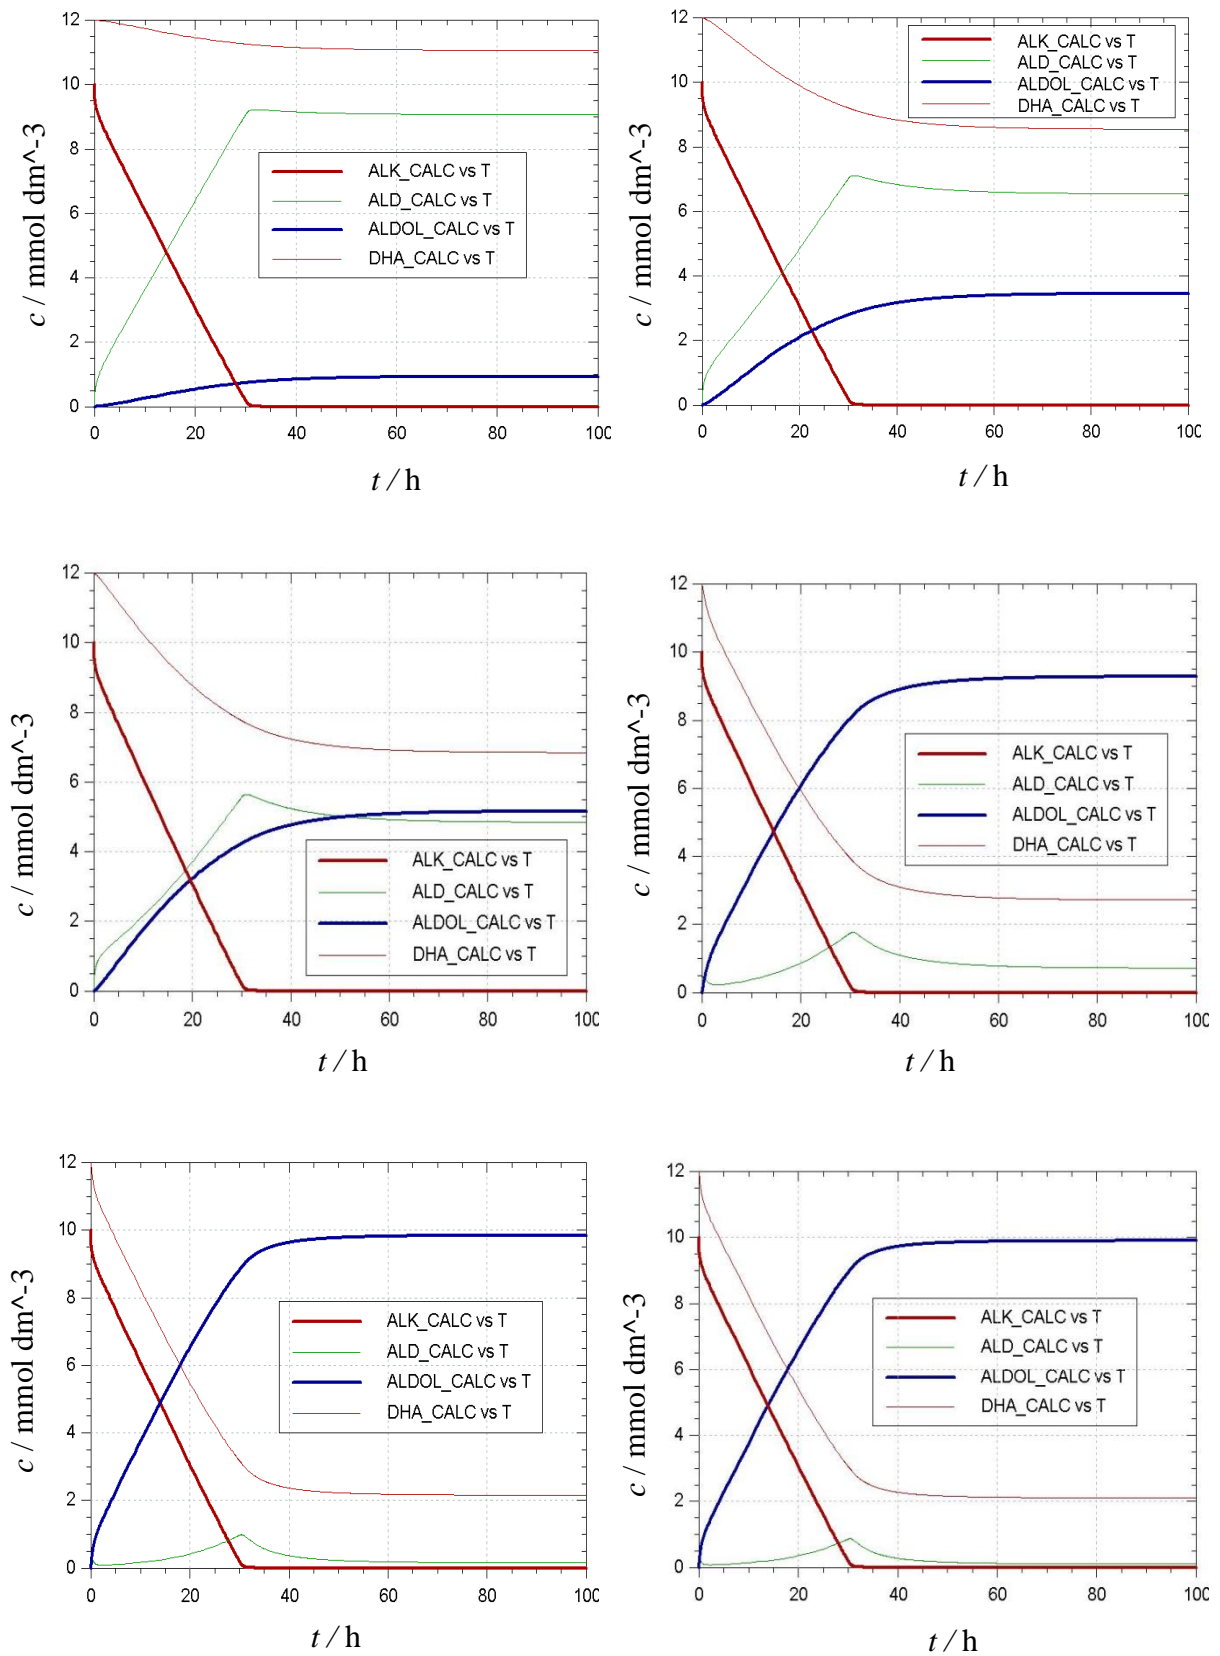 12
10
8
6
4
2
0
c / mmol dm^-3
ALK_CALC vs T
ALD_CALC vs T
ALDOL_CALC vs T
DHA_CALC vs T
0 20 40 60 80 100
t / h
12
10
8
6
4
2
0
c / mmol dm^-3
ALK_CALC vs T
ALD_CALC vs T
ALDOL_CALC vs T
DHA_CALC vs T
0 20 40 60 80 100
t / h
12
10
8
6
4
2
0
c / mmol dm^-3
ALK_CALC vs T
ALD_CALC vs T
ALDOL_CALC vs T
DHA_CALC vs T
0 20 40 60 80 100
t / h
12
10
8
6
4
2
0
c / mmol dm^-3
ALK_CALC vs T
ALD_CALC vs T
ALDOL_CALC vs T
DHA_CALC vs T
0 20 40 60 80 100
t / h
12
10
8
6
4
2
0
c / mmol dm^-3
ALK_CALC vs T
ALD_CALC vs T
ALDOL_CALC vs T
DHA_CALC vs T
0 20 40 60 80 100
t / h
12
10
8
6
4
2
0
c / mmol dm^-3
ALK_CALC vs T
ALD_CALC vs T
ALDOL_CALC vs T
DHA_CALC vs T
0 20 40 60 80 100
t / h